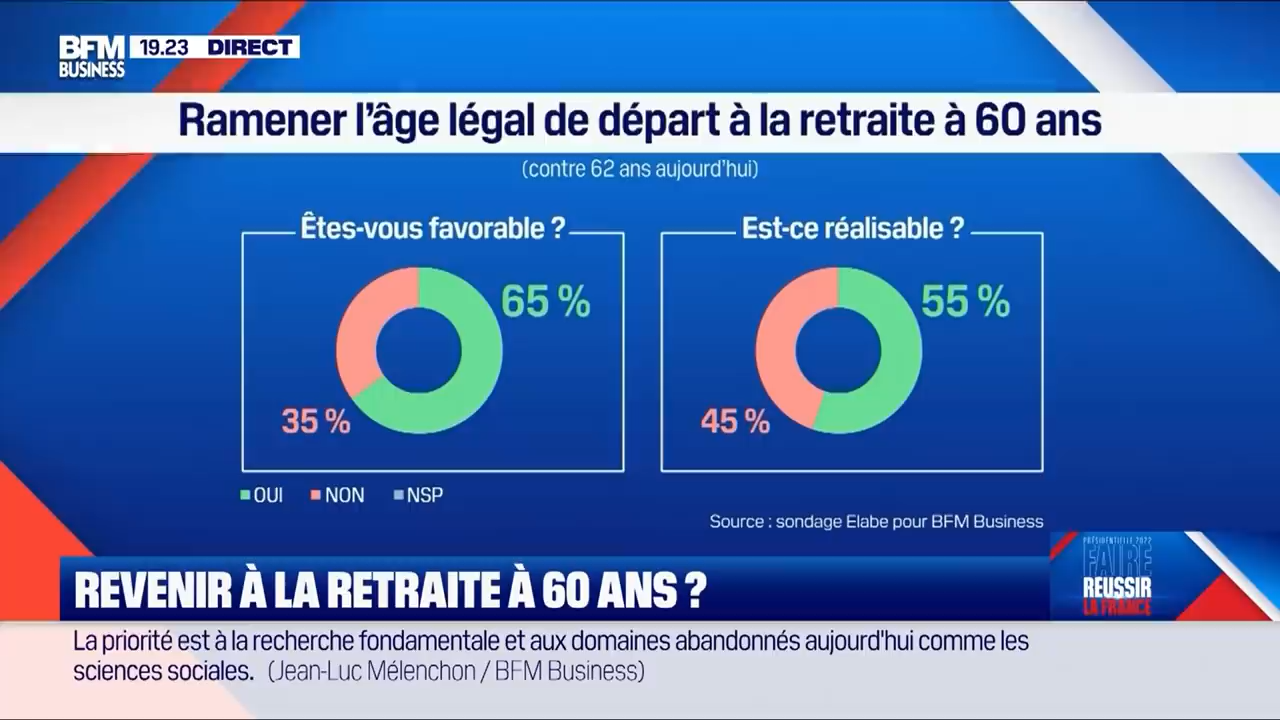 BFM
BUSINESS
19.23 DIRECT
Ramener l'âge légal de départ à la retraite à 60 ans
(contre 62 ans aujourd'hui)
Êtes-vous favorable ?
65 %
35 %
Est-ce réalisable ?
55 %
45 %
OUI NON NSP
Source : sondage Elabe pour BFM Business
PRÉSIDENTIELLE 2022
FAIRE
RÉUSSIR
LA FRANCE
REVENIR À LA RETRAITE À 60 ANS ?
La priorité est à la recherche fondamentale et aux domaines abandonnés aujourd'hui comme les
sciences sociales. (Jean-Luc Mélenchon / BFM Business)